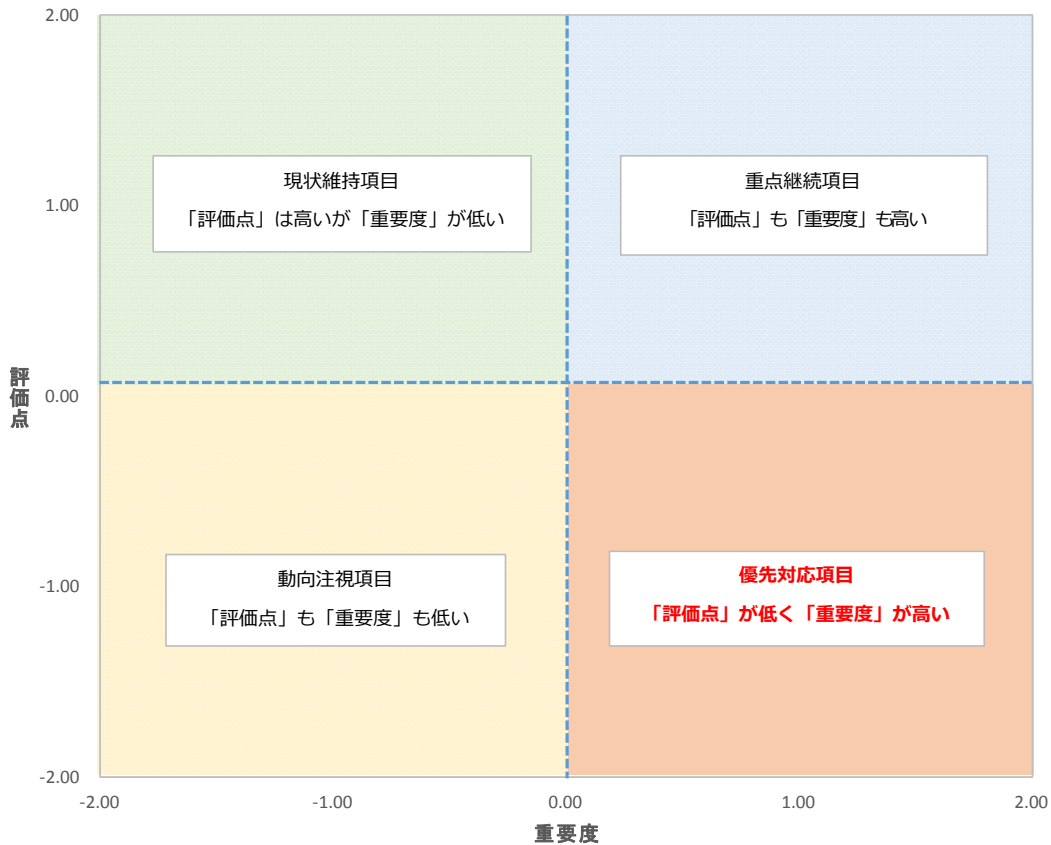 2.00
現状維持項目
「評価点」は高いが「重要度」が低い
重点継続項目
「評価点」も「重要度」も高い
1.00
評価点
0.00
動向注視項目
「評価点」も「重要度」も低い
優先対応項目
「評価点」が低く「重要度」が高い
-1.00
-2.00
-2.00
-1.00
0.00
1.00
2.00
重要度